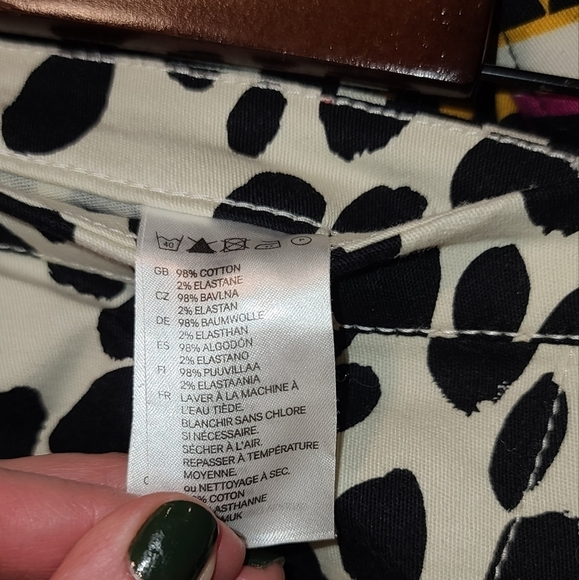 40
GB 98% COTTON
2% ELASTANE
CZ 98% BAVLNA
2% ELASTAN
DE 98% BAUMWOLLE
2% ELASTHAN
ES 98% ALGODÓN
2% ELASTANO
FI 98% PUUVILLAA
2% ELASTAANIA
FR LAVER À LA MACHINE À
L'EAU TIÈDE.
BLANCHIR SANS CHLORE
SI NÉCESSAIRE.
SÉCHER À L'AIR.
REPASSER À TEMPÉRATURE
MOYENNE.
ou NETTOYAGE À SEC.
COTON